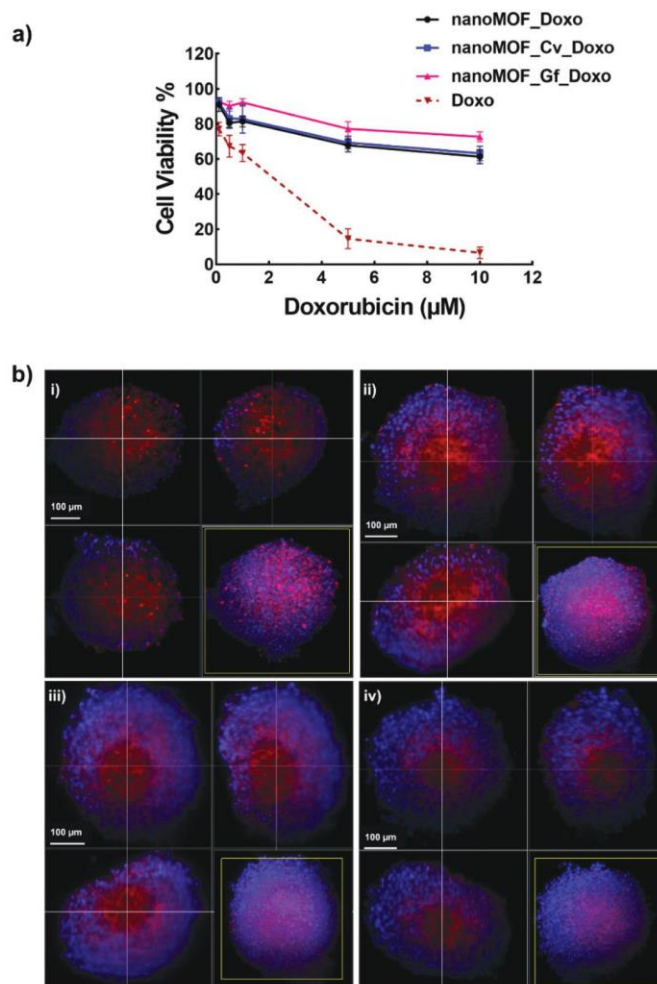 a)
nanoMOF_Doxo
nanoMOF_Cv_Doxo
nanoMOF_Gf_Doxo
Doxo
Cell Viability %
120
100
80
60
40
20
0
0 2 4 6 8 10 12
Doxorubicin (µM)
b)
i)
100 µm
ii)
100 µm
iii)
100 µm
iv)
100 µm